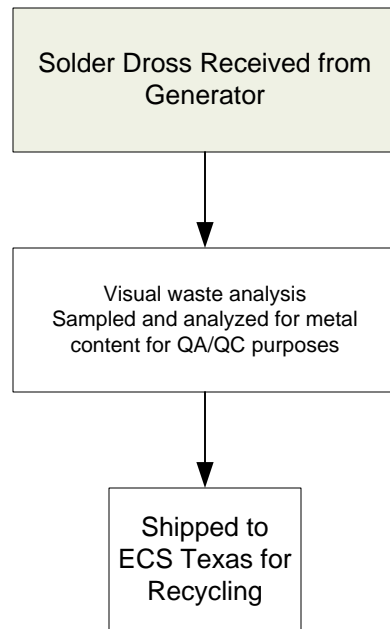 Solder Dross Received from
Generator
Visual waste analysis
Sampled and analyzed for metal
content for QA/QC purposes
Shipped to
ECS Texas for
Recycling